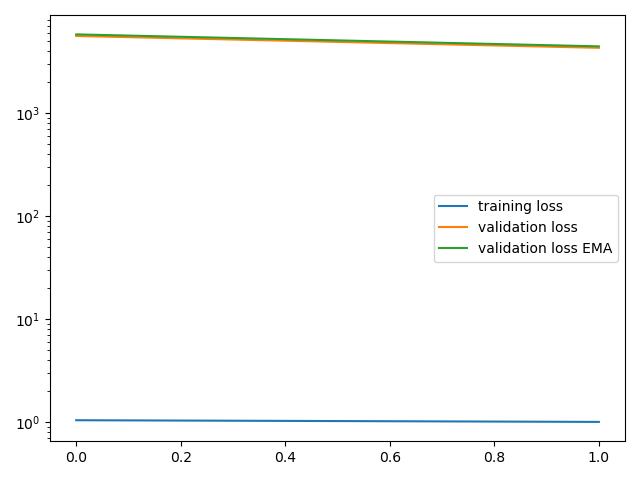 10³
10²
10¹
10⁰
training loss
validation loss
validation loss EMA
0.0 0.2 0.4 0.6 0.8 1.0